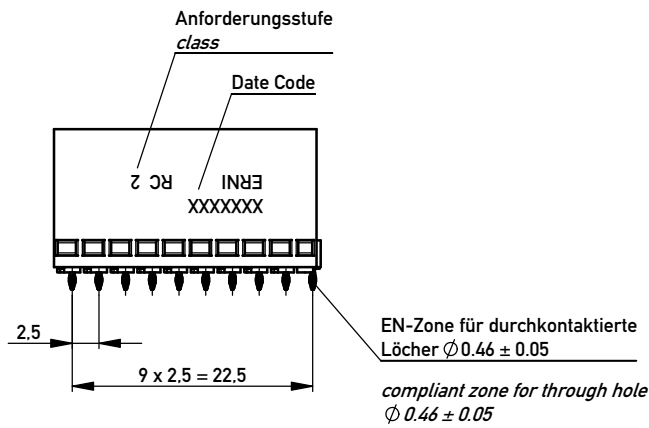 Anforderungsstufe
class
Date Code
RC 2 ERNI
XXXXXXX
2,5
9 x 2,5 = 22,5
EN-Zone für durchkontaktierte
Löcher ∅ 0.46 ± 0.05
compliant zone for through hole
∅ 0.46 ± 0.05